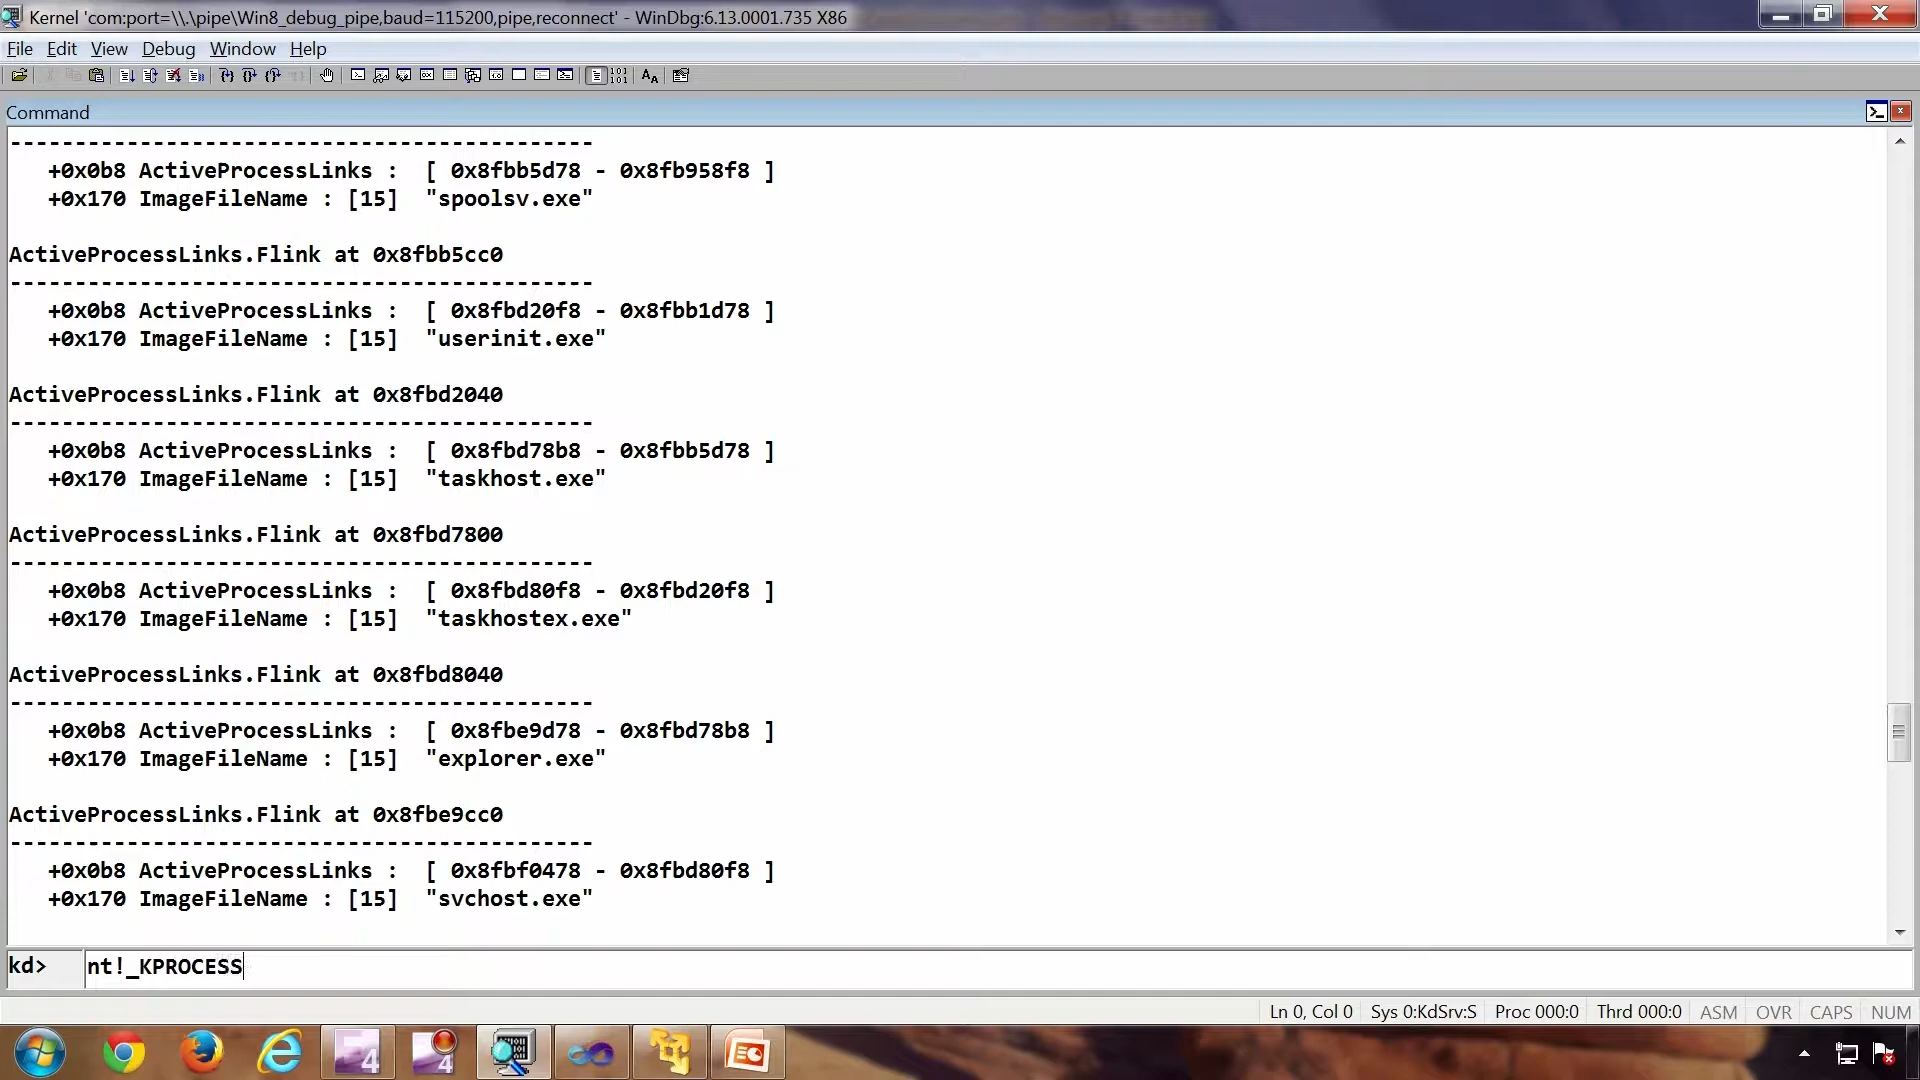 Kernel 'com:port=\\.\pipe\Win8_debug_pipe,baud=115200,pipe,reconnect' - WinDbg:6.13.0001.735 X86
File Edit View Debug Window Help
Command
---------------------------------------------
+0x0b8 ActiveProcessLinks :  [ 0x8fbb5d78 - 0x8fb958f8 ]
+0x170 ImageFileName : [15]  "spoolsv.exe"
ActiveProcessLinks.Flink at 0x8fbb5cc0
---------------------------------------------
+0x0b8 ActiveProcessLinks :  [ 0x8fbd20f8 - 0x8fbb1d78 ]
+0x170 ImageFileName : [15]  "userinit.exe"
ActiveProcessLinks.Flink at 0x8fbd2040
---------------------------------------------
+0x0b8 ActiveProcessLinks :  [ 0x8fbd78b8 - 0x8fbb5d78 ]
+0x170 ImageFileName : [15]  "taskhost.exe"
ActiveProcessLinks.Flink at 0x8fbd7800
---------------------------------------------
+0x0b8 ActiveProcessLinks :  [ 0x8fbd80f8 - 0x8fbd20f8 ]
+0x170 ImageFileName : [15]  "taskhostex.exe"
ActiveProcessLinks.Flink at 0x8fbd8040
---------------------------------------------
+0x0b8 ActiveProcessLinks :  [ 0x8fbe9d78 - 0x8fbd78b8 ]
+0x170 ImageFileName : [15]  "explorer.exe"
ActiveProcessLinks.Flink at 0x8fbe9cc0
---------------------------------------------
+0x0b8 ActiveProcessLinks :  [ 0x8fbf0478 - 0x8fbd80f8 ]
+0x170 ImageFileName : [15]  "svchost.exe"
kd> nt!_KPROCESS
Ln 0, Col 0 Sys 0:KdSrv:S Proc 000:0 Thrd 000:0 ASM OVR CAPS NUM